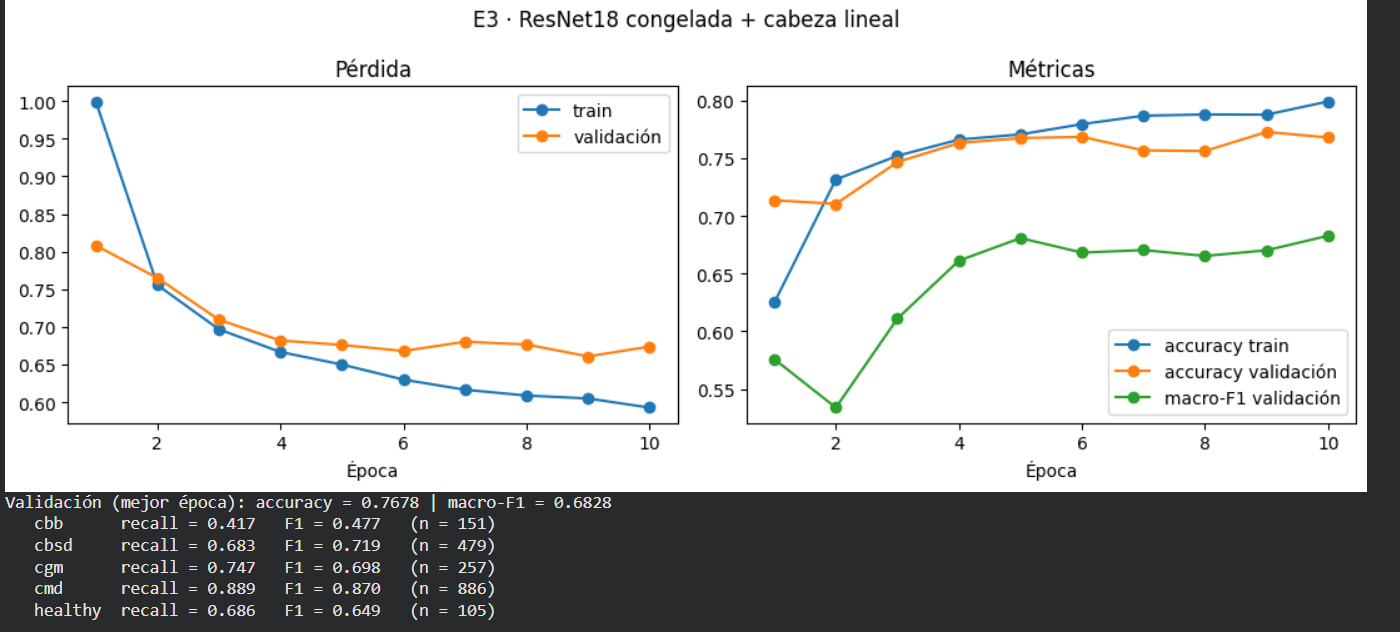 E3 · ResNet18 congelada + cabeza lineal
Pérdida
1.00
0.95
0.90
0.85
0.80
0.75
0.70
0.65
0.60
train
validación
2
4
6
8
10
Época
Métricas
0.80
0.75
0.70
0.65
0.60
0.55
accuracy train
accuracy validación
macro-F1 validación
2
4
6
8
10
Época
Validación (mejor época): accuracy = 0.7678 | macro-F1 = 0.6828
cbb recall = 0.417 F1 = 0.477 (n = 151)
cbsd recall = 0.683 F1 = 0.719 (n = 479)
cgm recall = 0.747 F1 = 0.698 (n = 257)
cmd recall = 0.889 F1 = 0.870 (n = 886)
healthy recall = 0.686 F1 = 0.649 (n = 105)